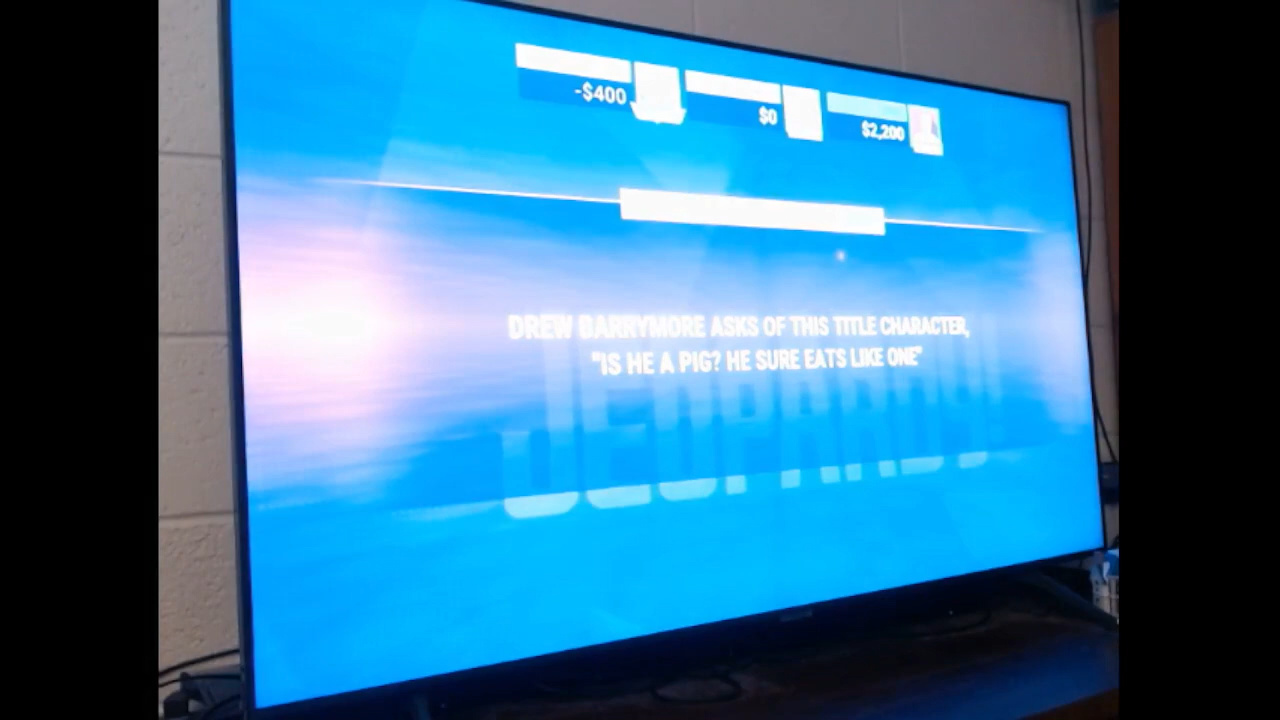 -$400
$0
$2,200
DREW BARRYMORE ASKS OF THIS TITLE CHARACTER,
"IS HE A PIG? HE SURE EATS LIKE ONE"
JEOPARDY!